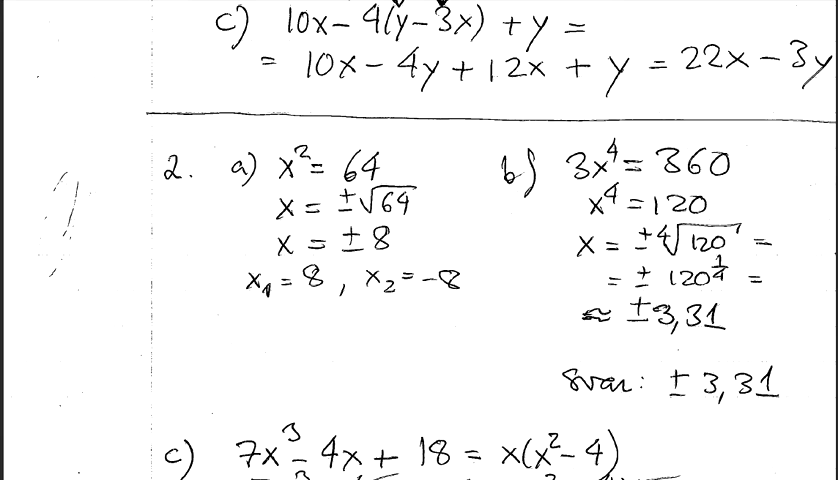 c) 10x - 4(y - 3x) + y =
= 10x - 4y + 12x + y = 22x - 3y
2. a) x² = 64
x = ±√64
x = ±8
x₁ = 8, x₂ = -8
b) 3x⁴ = 360
x⁴ = 120
x = ±⁴√120 =
= ± 120^(1/4) =
≈ ±3,31
Svar: ± 3,31
c) 7x³ - 4x + 18 = x(x² - 4)